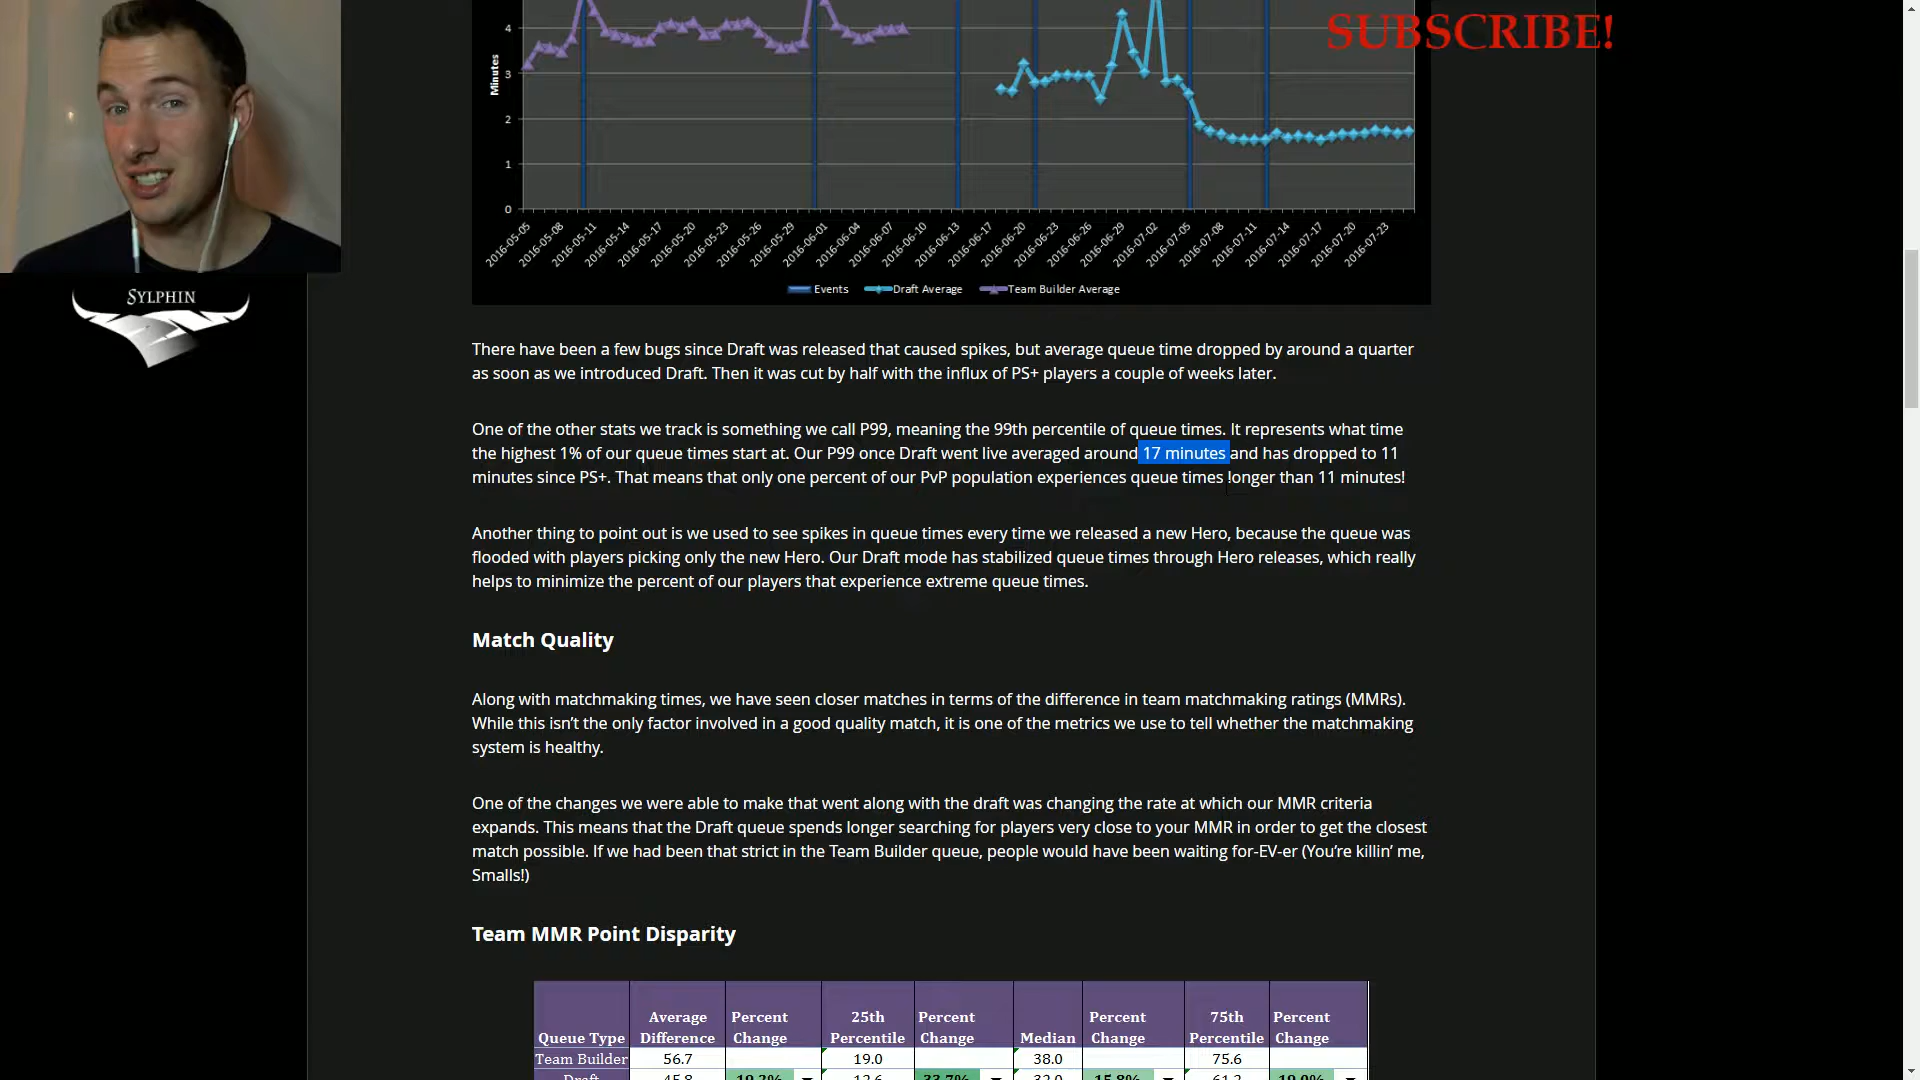 SUBSCRIBE!
4
3
2
1
0
Minutes
2016-05-05
2016-05-08
2016-05-11
2016-05-14
2016-05-17
2016-05-20
2016-05-23
2016-05-26
2016-05-29
2016-06-01
2016-06-04
2016-06-07
2016-06-10
2016-06-13
2016-06-17
2016-06-20
2016-06-23
2016-06-26
2016-06-29
2016-07-02
2016-07-05
2016-07-08
2016-07-11
2016-07-14
2016-07-17
2016-07-20
2016-07-23
Events Draft Average Team Builder Average
SYLPHIN
There have been a few bugs since Draft was released that caused spikes, but average queue time dropped by around a quarter
as soon as we introduced Draft. Then it was cut by half with the influx of PS+ players a couple of weeks later.
One of the other stats we track is something we call P99, meaning the 99th percentile of queue times. It represents what time
the highest 1% of our queue times start at. Our P99 once Draft went live averaged around 17 minutes and has dropped to 11
minutes since PS+. That means that only one percent of our PvP population experiences queue times longer than 11 minutes!
Another thing to point out is we used to see spikes in queue times every time we released a new Hero, because the queue was
flooded with players picking only the new Hero. Our Draft mode has stabilized queue times through Hero releases, which really
helps to minimize the percent of our players that experience extreme queue times.
Match Quality
Along with matchmaking times, we have seen closer matches in terms of the difference in team matchmaking ratings (MMRs).
While this isn't the only factor involved in a good quality match, it is one of the metrics we use to tell whether the matchmaking
system is healthy.
One of the changes we were able to make that went along with the draft was changing the rate at which our MMR criteria
expands. This means that the Draft queue spends longer searching for players very close to your MMR in order to get the closest
match possible. If we had been that strict in the Team Builder queue, people would have been waiting for-EV-er (You're killin' me,
Smalls!)
Team MMR Point Disparity
Queue Type Average Difference Percent Change 25th Percentile Percent Change Median Percent Change 75th Percentile Percent Change
Team Builder 56.7 19.0 38.0 75.6
Draft 45.8 19.2% 12.6 33.7% 32.0 15.8% 61.2 19.0%